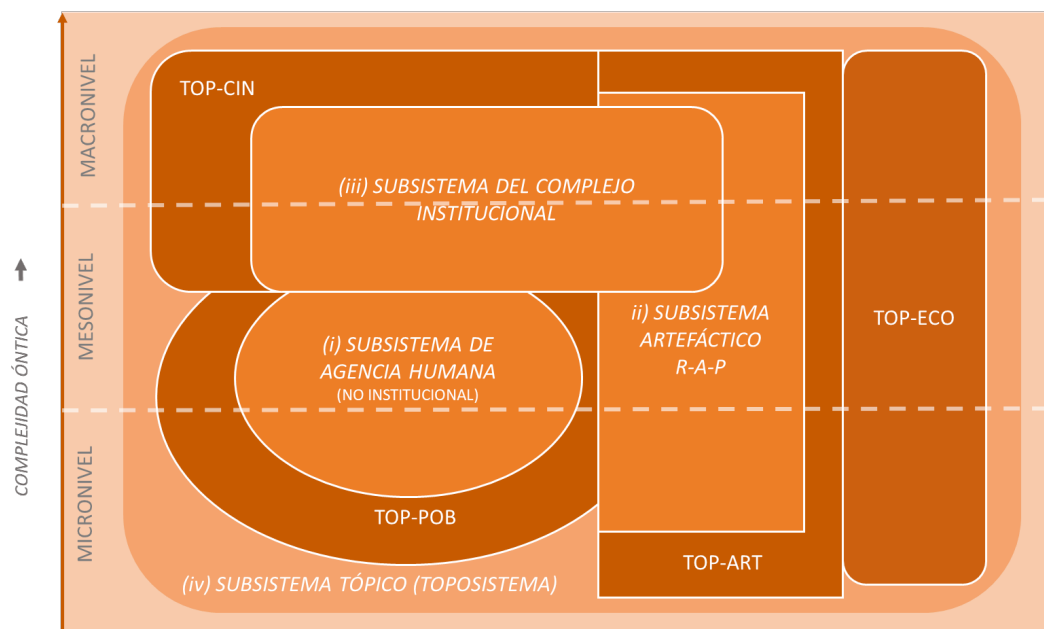 MACRONIVEL
MESONIVEL
MICRONIVEL
COMPLEJIDAD ÓNTICA
TOP-CIN
(iii) SUBSISTEMA DEL COMPLEJO
INSTITUCIONAL
(i) SUBSISTEMA DE
AGENCIA HUMANA
(NO INSTITUCIONAL)
ii) SUBSISTEMA
ARTEFÁCTICO
R-A-P
TOP-ECO
TOP-POB
TOP-ART
(iv) SUBSISTEMA TÓPICO (TOPOSISTEMA)